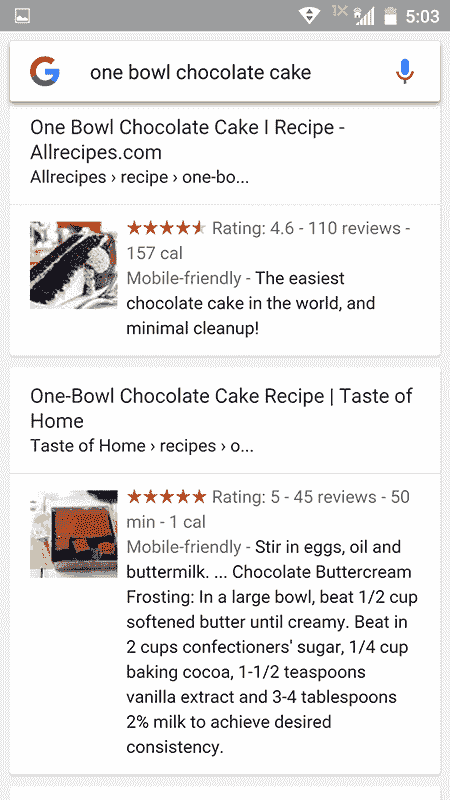 1X 5:03
one bowl chocolate cake
One Bowl Chocolate Cake I Recipe -
Allrecipes.com
Allrecipes › recipe › one-bo...
Rating: 4.6 - 110 reviews -
157 cal
Mobile-friendly - The easiest
chocolate cake in the world, and
minimal cleanup!
One-Bowl Chocolate Cake Recipe | Taste of
Home
Taste of Home › recipes › o...
Rating: 5 - 45 reviews - 50
min - 1 cal
Mobile-friendly - Stir in eggs, oil and
buttermilk. ... Chocolate Buttercream
Frosting: In a large bowl, beat 1/2 cup
softened butter until creamy. Beat in
2 cups confectioners' sugar, 1/4 cup
baking cocoa, 1-1/2 teaspoons
vanilla extract and 3-4 tablespoons
2% milk to achieve desired
consistency.